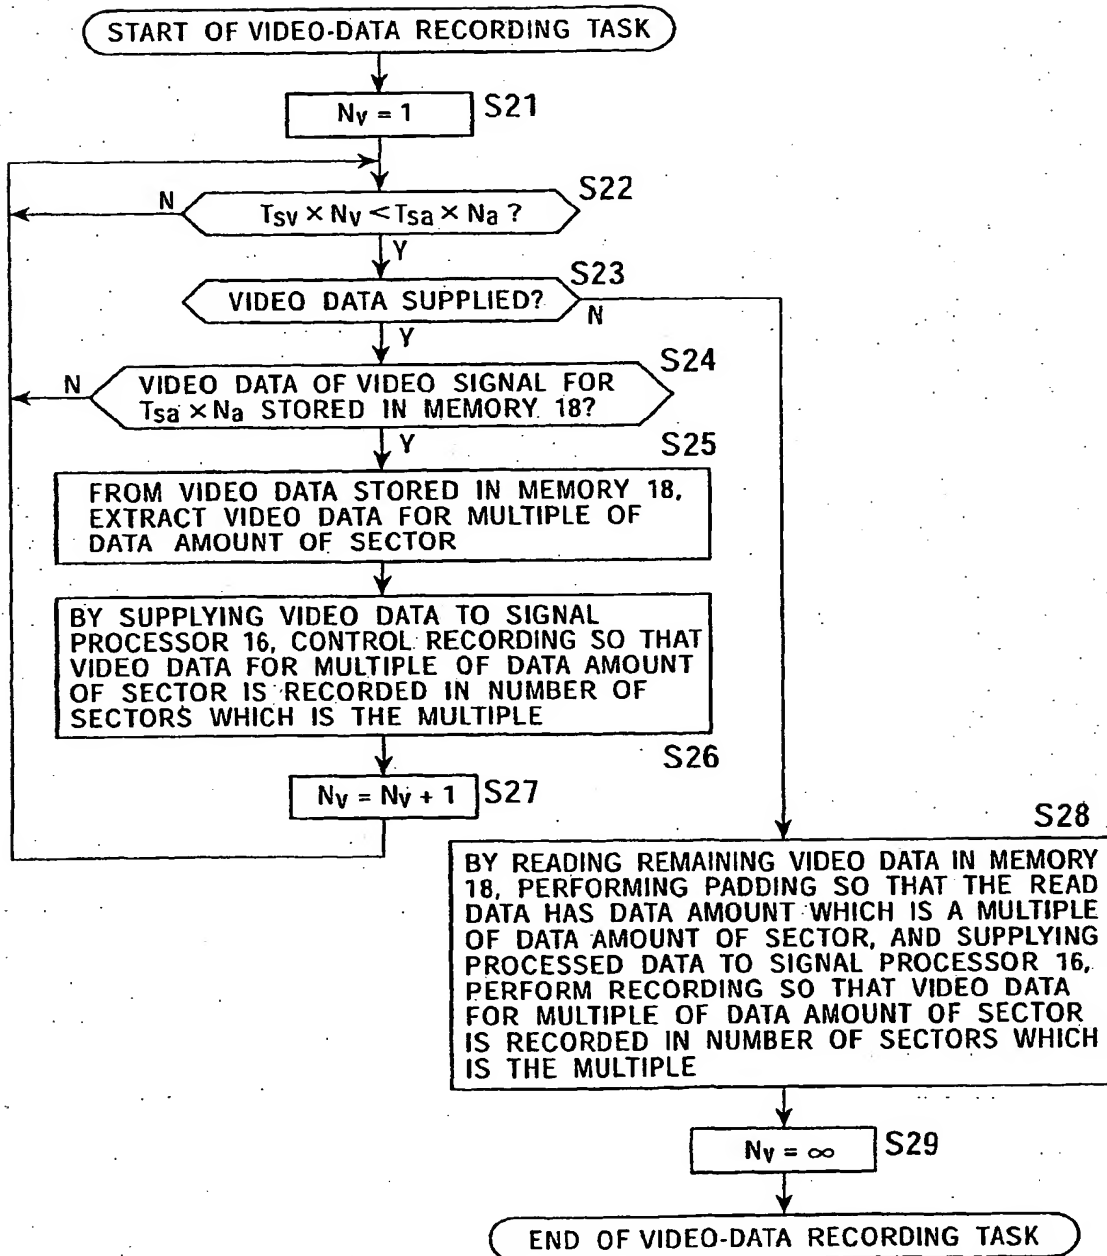 START OF VIDEO-DATA RECORDING TASK
Nv = 1
S21
S22
N
Tsv × Nv < Tsa × Na ?
Y
S23
VIDEO DATA SUPPLIED?
N
Y
S24
N
VIDEO DATA OF VIDEO SIGNAL FOR
Tsa × Na STORED IN MEMORY 18?
Y
S25
FROM VIDEO DATA STORED IN MEMORY 18,
EXTRACT VIDEO DATA FOR MULTIPLE OF
DATA AMOUNT OF SECTOR
BY SUPPLYING VIDEO DATA TO SIGNAL
PROCESSOR 16, CONTROL RECORDING SO THAT
VIDEO DATA FOR MULTIPLE OF DATA AMOUNT
OF SECTOR IS RECORDED IN NUMBER OF
SECTORS WHICH IS THE MULTIPLE
S26
Nv = Nv + 1
S27
S28
BY READING REMAINING VIDEO DATA IN MEMORY
18, PERFORMING PADDING SO THAT THE READ
DATA HAS DATA AMOUNT WHICH IS A MULTIPLE
OF DATA AMOUNT OF SECTOR, AND SUPPLYING
PROCESSED DATA TO SIGNAL PROCESSOR 16,
PERFORM RECORDING SO THAT VIDEO DATA
FOR MULTIPLE OF DATA AMOUNT OF SECTOR
IS RECORDED IN NUMBER OF SECTORS WHICH
IS THE MULTIPLE
Nv = ∞
S29
END OF VIDEO-DATA RECORDING TASK